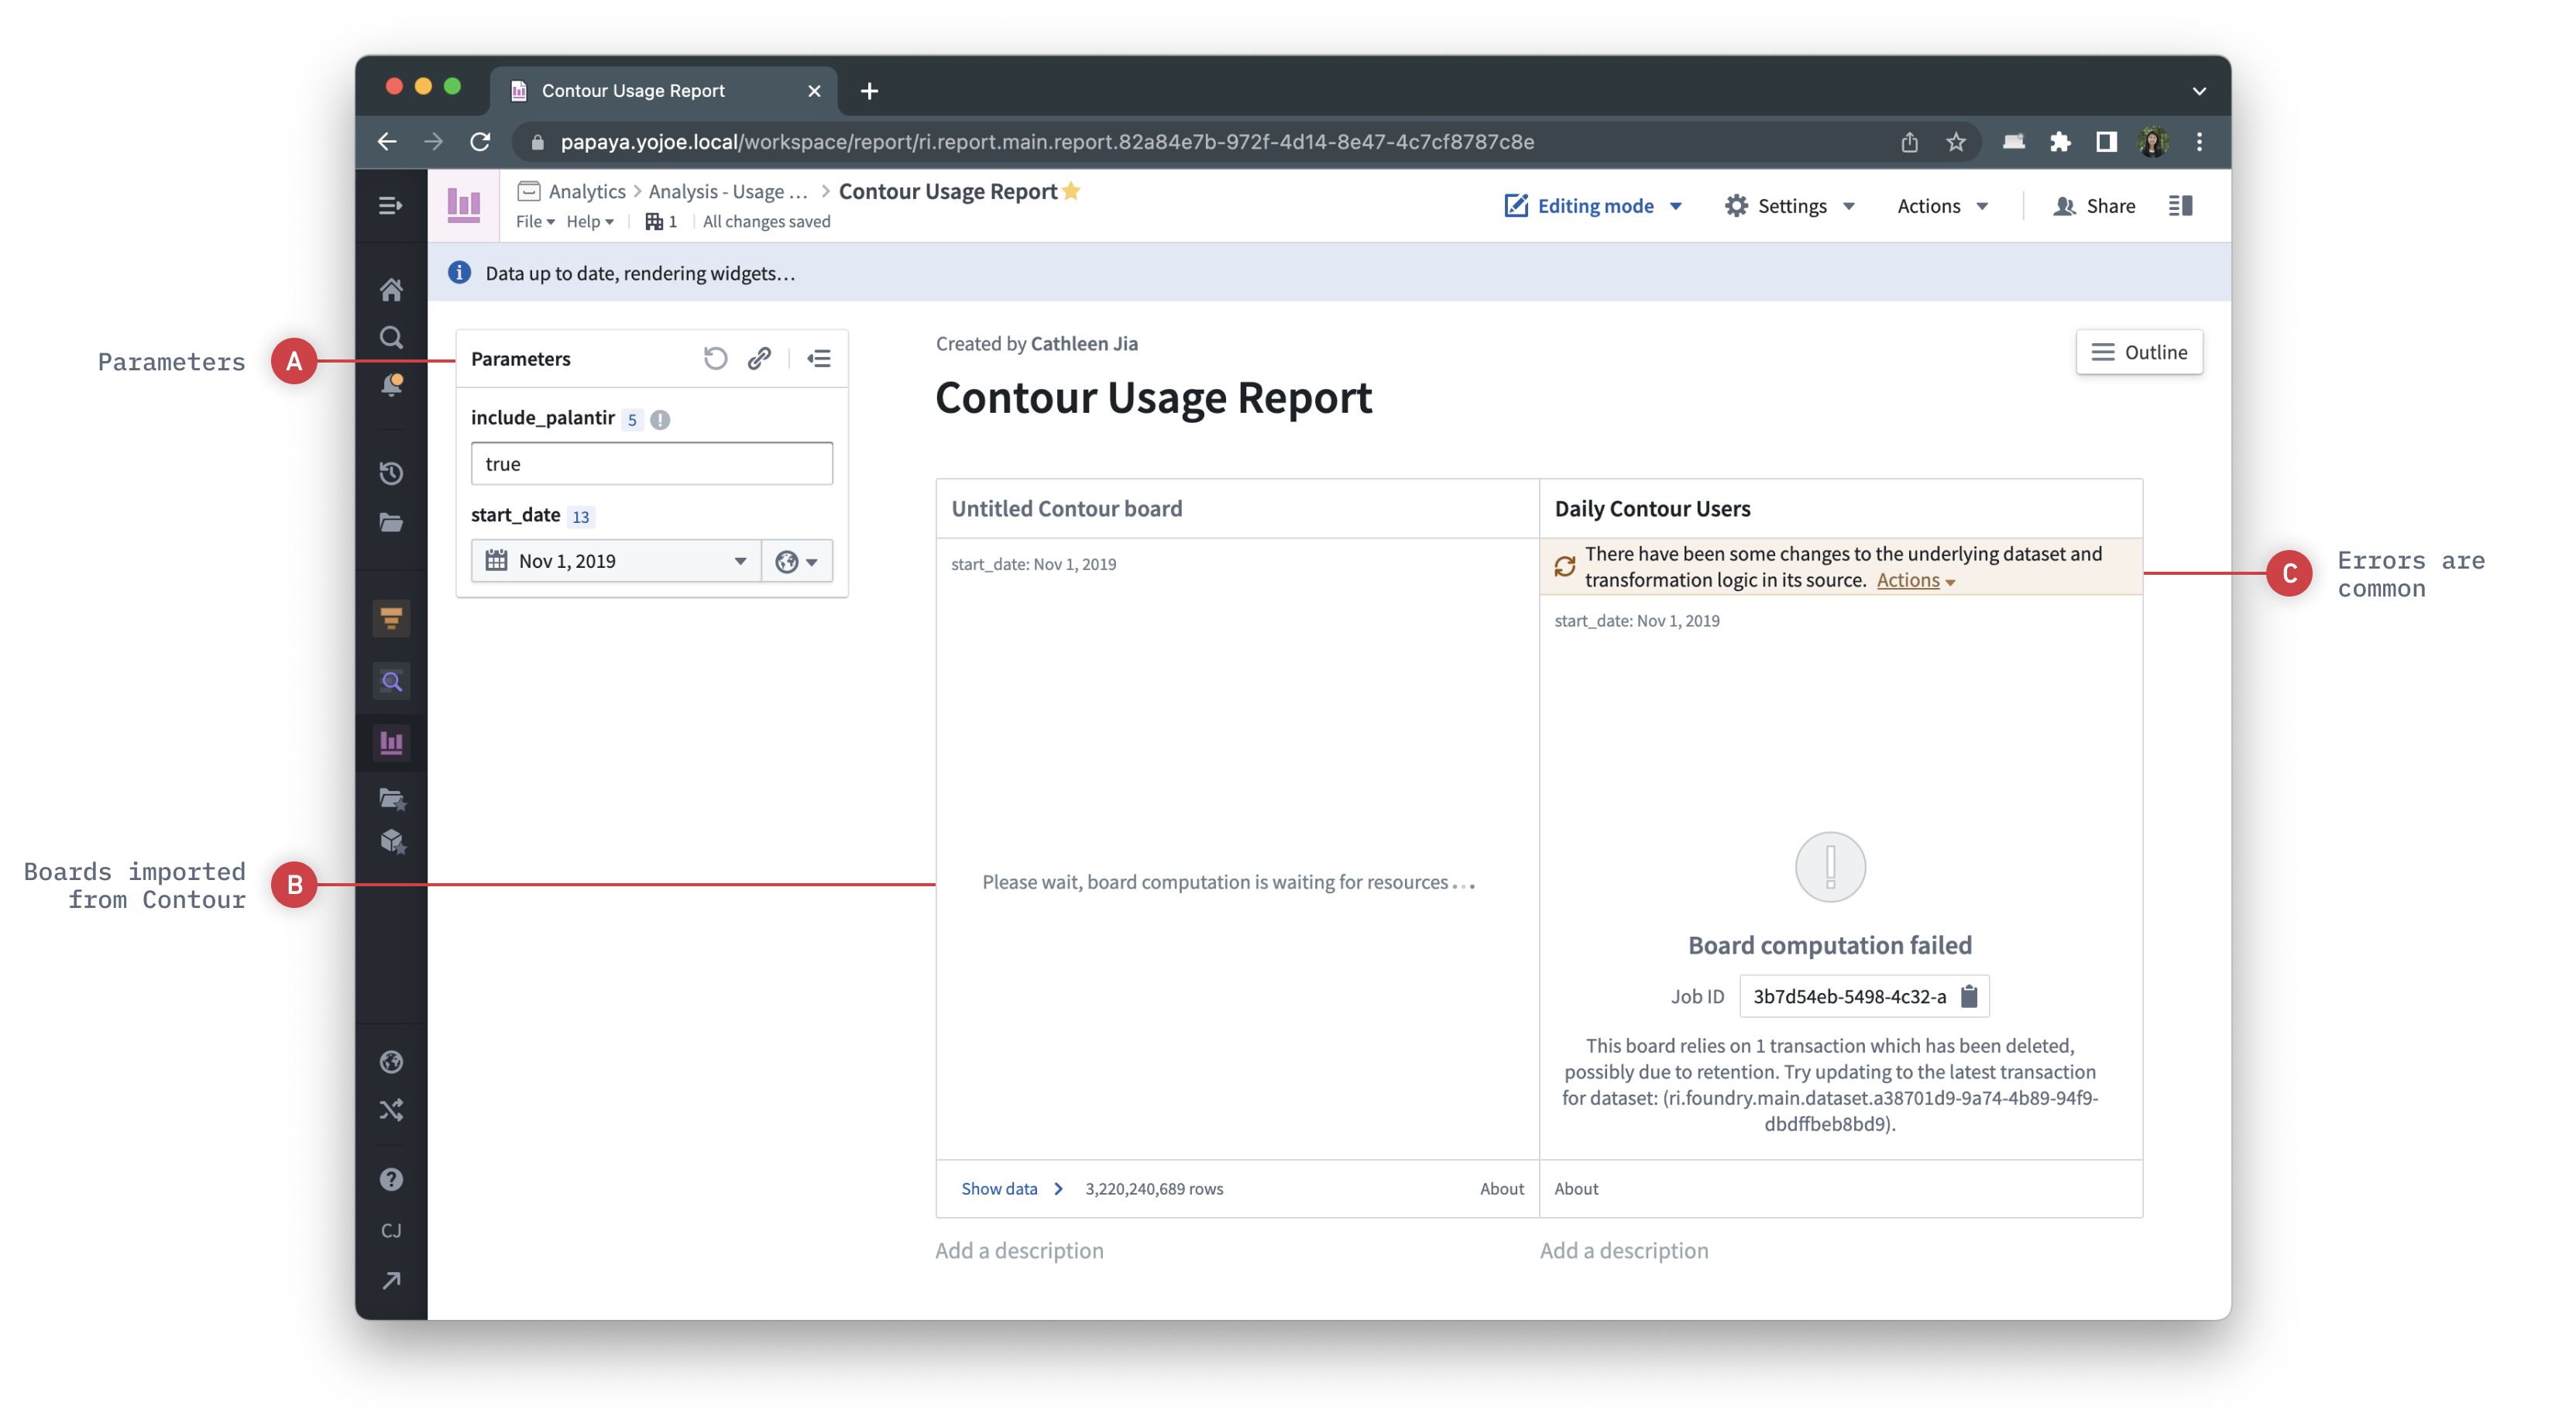 Contour Usage Report
papaya.yojoe.local/workspace/report/ri.report.main.report.82a84e7b-972f-4d14-8e47-4c7cf8787c8e
Analytics > Analysis - Usage … > Contour Usage Report
File Help 1 All changes saved
Editing mode Settings Actions Share
Data up to date, rendering widgets…
Parameters A
Parameters
include_palantir 5
true
start_date 13
Nov 1, 2019
Created by Cathleen Jia
Outline
Contour Usage Report
Untitled Contour board
start_date: Nov 1, 2019
Please wait, board computation is waiting for resources...
Show data > 3,220,240,689 rows About
Add a description
Daily Contour Users
There have been some changes to the underlying dataset and
transformation logic in its source. Actions
start_date: Nov 1, 2019
Board computation failed
Job ID 3b7d54eb-5498-4c32-a
This board relies on 1 transaction which has been deleted,
possibly due to retention. Try updating to the latest transaction
for dataset: (ri.foundry.main.dataset.a38701d9-9a74-4b89-94f9-
dbdffbeb8bd9).
About
Add a description
Boards imported
from Contour
B
C
Errors are
common
CJ